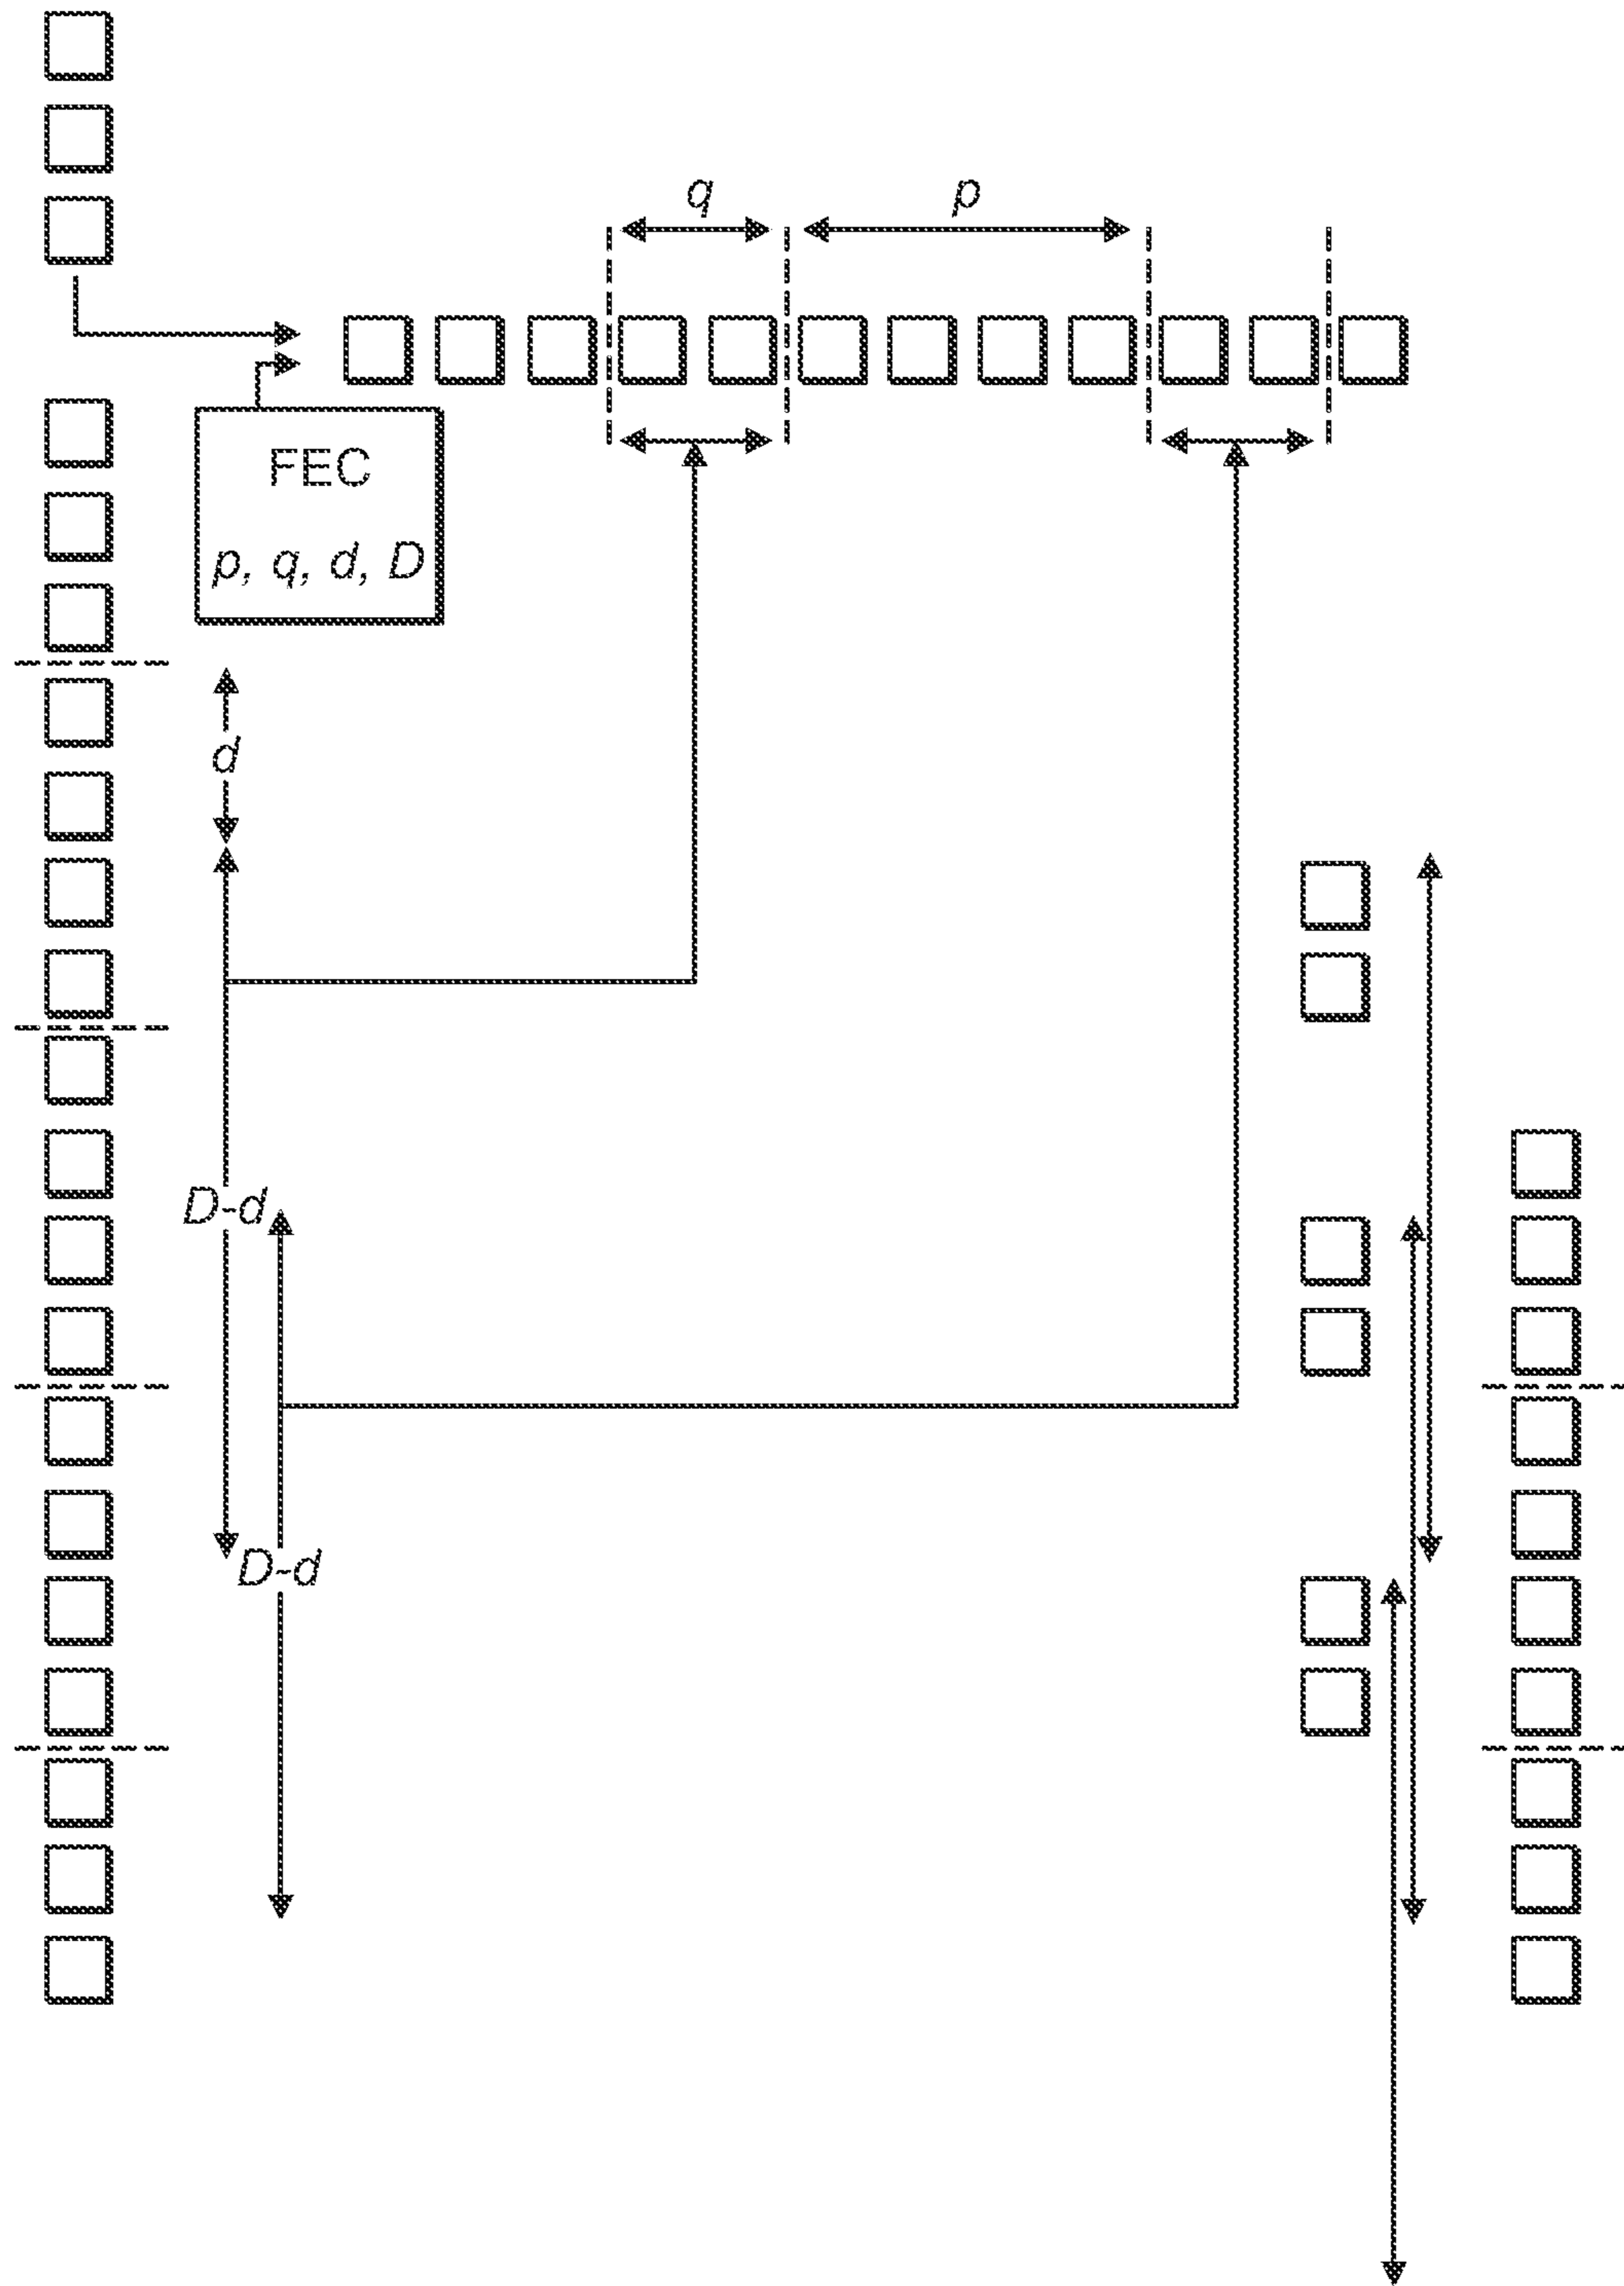 q
p
FEC
p, q, d, D
d
D-d
D-d